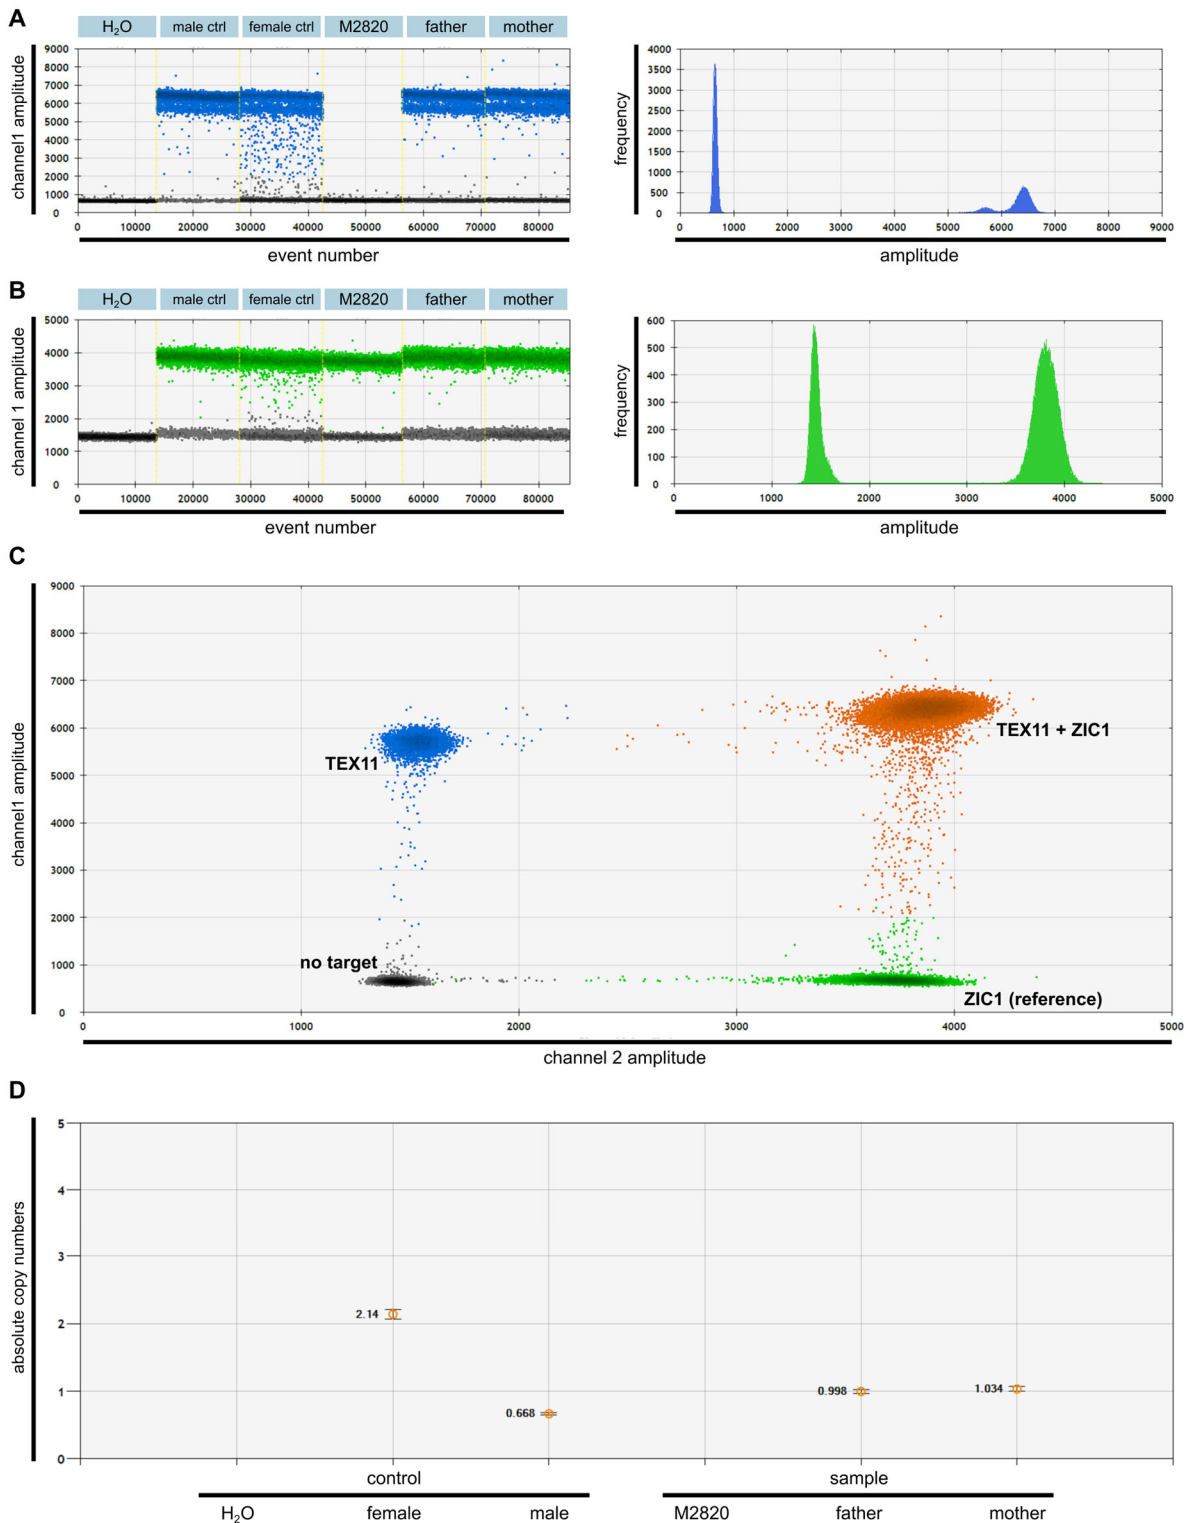 A
H₂O male ctrl female ctrl M2820 father mother
channel1 amplitude
9000
8000
7000
6000
5000
4000
3000
2000
1000
0
0 10000 20000 30000 40000 50000 60000 70000 80000
event number
frequency
4000
3500
3000
2500
2000
1500
1000
500
0
0 1000 2000 3000 4000 5000 6000 7000 8000 9000
amplitude
B
H₂O male ctrl female ctrl M2820 father mother
channel 1 amplitude
5000
4000
3000
2000
1000
0
0 10000 20000 30000 40000 50000 60000 70000 80000
event number
frequency
600
500
400
300
200
100
0
0 1000 2000 3000 4000 5000
amplitude
C
channel1 amplitude
9000
8000
7000
6000
5000
4000
3000
2000
1000
0
TEX11 + ZIC1
TEX11
no target
ZIC1 (reference)
0 1000 2000 3000 4000 5000
channel 2 amplitude
D
absolute copy numbers
5
4
3
2
1
0
2.14
0.668
0.998
1.034
control sample
H₂O female male M2820 father mother